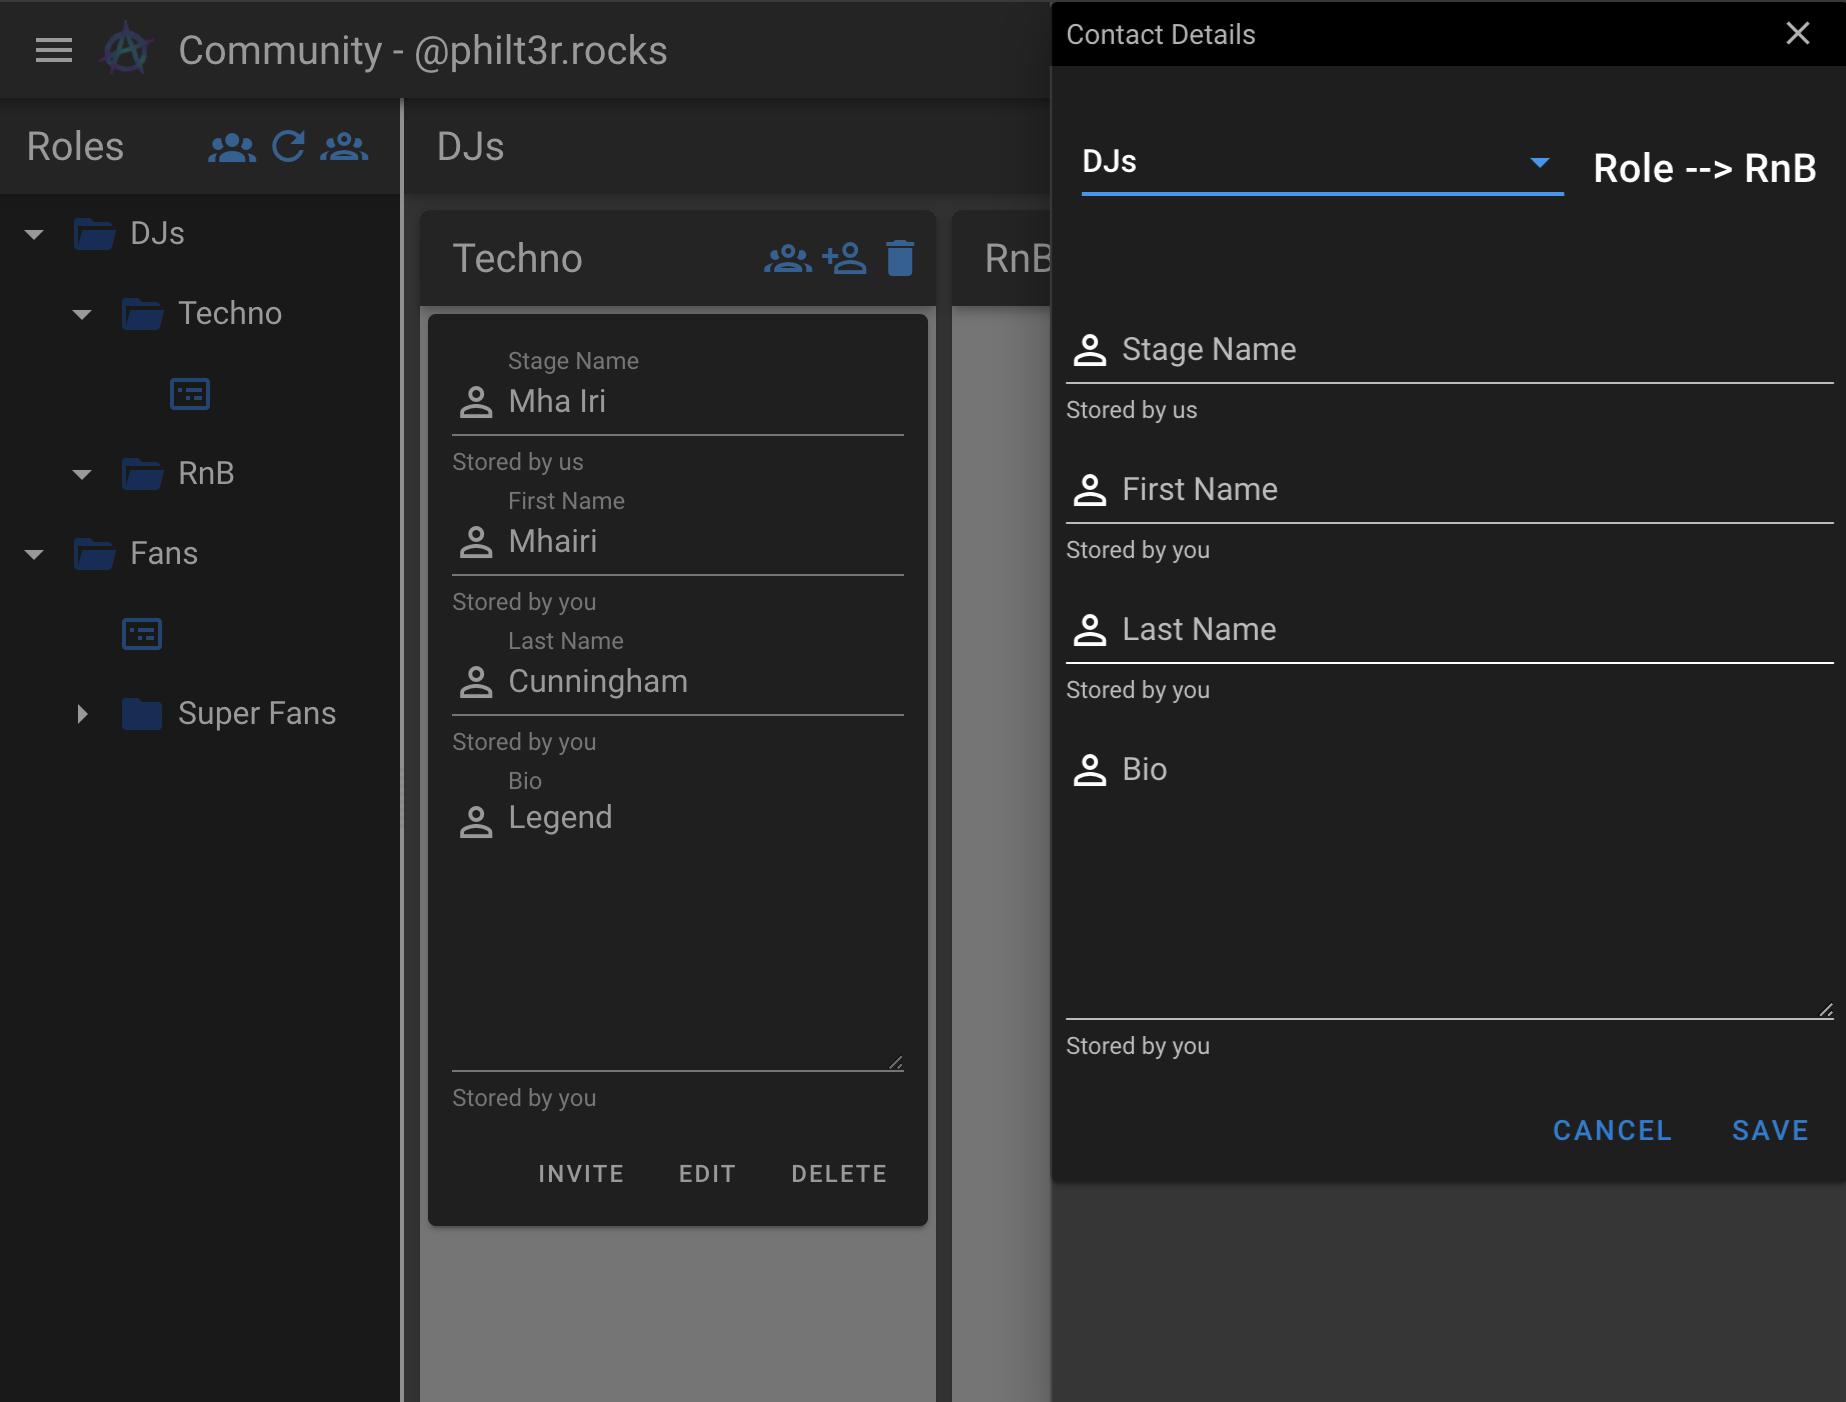 Community - @philt3r.rocks
Roles
DJs
Techno
RnB
Fans
Super Fans
DJs
Techno
Stage Name
Mha Iri
Stored by us
First Name
Mhairi
Stored by you
Last Name
Cunningham
Stored by you
Bio
Legend
Stored by you
INVITE EDIT DELETE
RnB
Contact Details
DJs
Role --> RnB
Stage Name
Stored by us
First Name
Stored by you
Last Name
Stored by you
Bio
Stored by you
CANCEL SAVE